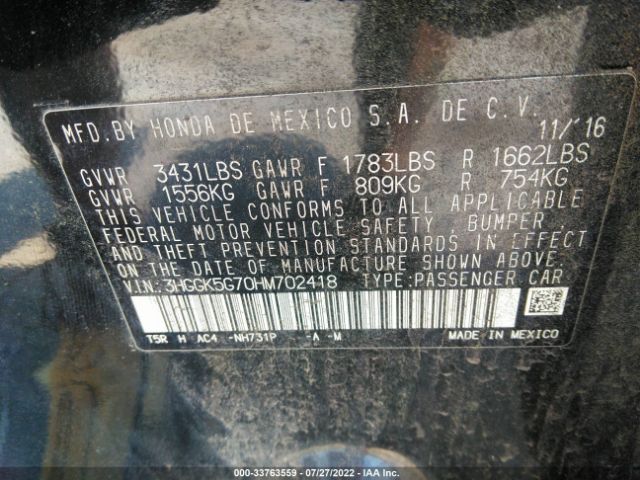 MFD.BY HONDA DE MEXICO S.A. DE C.V.
11/'16
GVWR 3431LBS GAWR F 1783LBS R 1662LBS
GVWR 1556KG GAWR F 809KG R 754KG
THIS VEHICLE CONFORMS TO ALL APPLICABLE
FEDERAL MOTOR VEHICLE SAFETY, BUMPER,
AND THEFT PREVENTION STANDARDS IN EFFECT
ON THE DATE OF MANUFACTURE SHOWN ABOVE.
V.I.N.:3HGGK5G70HM702418 TYPE:PASSENGER CAR
T5R H AC4 -NH731P -A -M MADE IN MEXICO
000-33763559 / 07/27/2022 / IAA Inc.